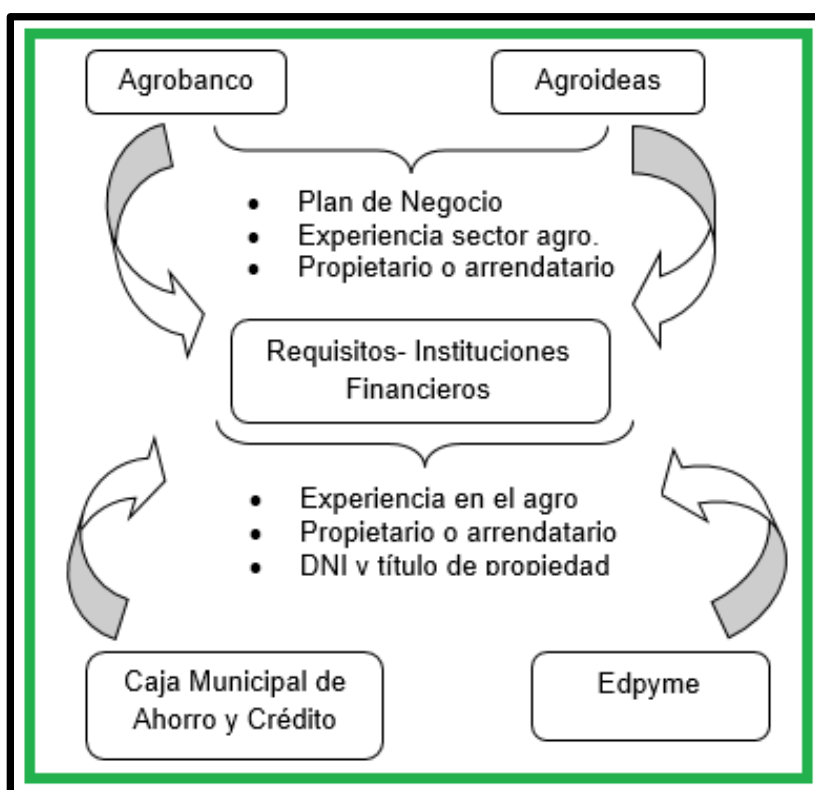 Agrobanco
Agroideas
• Plan de Negocio
• Experiencia sector agro.
• Propietario o arrendatario
Requisitos- Instituciones
Financieros
• Experiencia en el agro
• Propietario o arrendatario
• DNI y título de propiedad
Caja Municipal de
Ahorro y Crédito
Edpyme